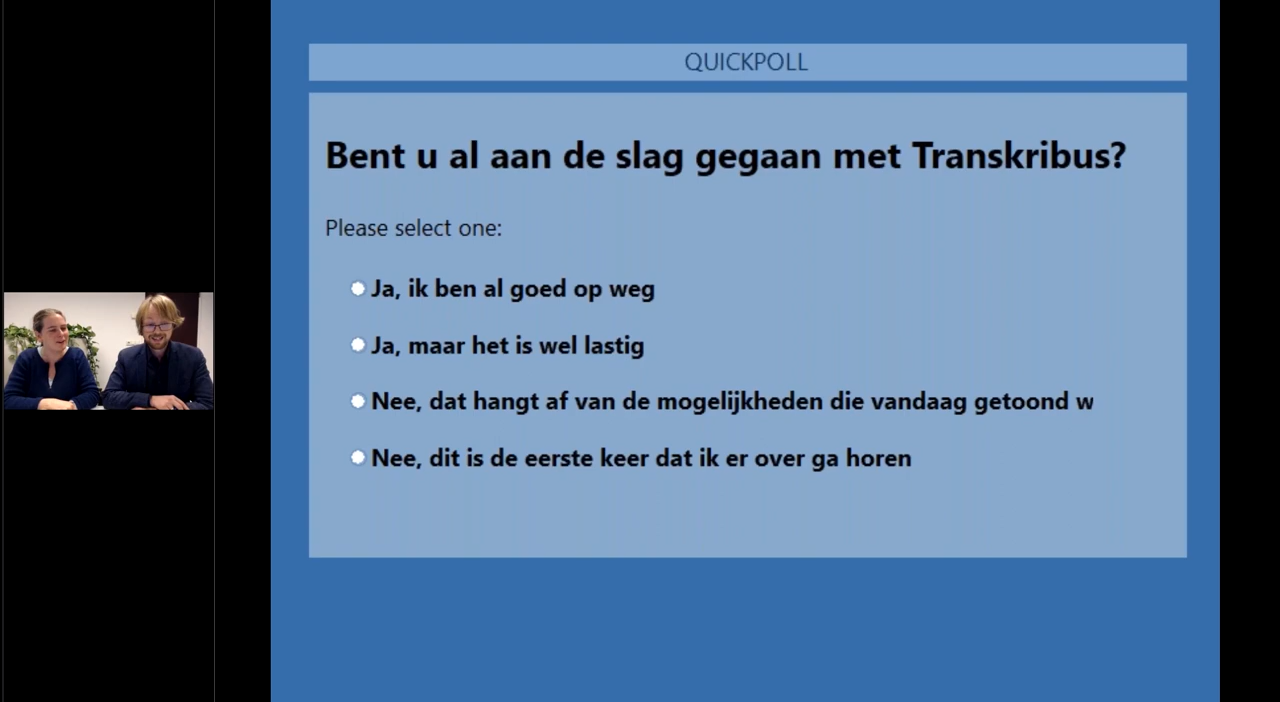 QUICKPOLL
Bent u al aan de slag gegaan met Transkribus?
Please select one:
Ja, ik ben al goed op weg
Ja, maar het is wel lastig
Nee, dat hangt af van de mogelijkheden die vandaag getoond w
Nee, dit is de eerste keer dat ik er over ga horen